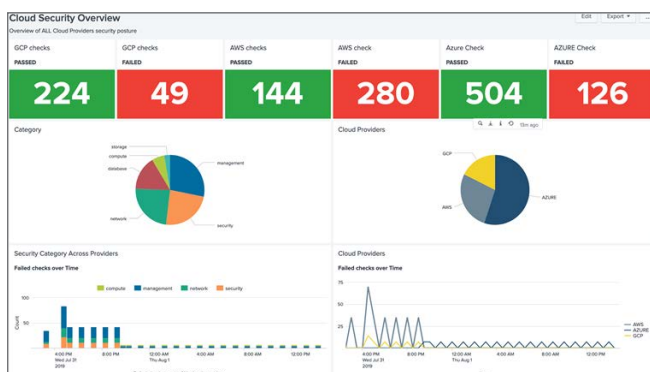 Cloud Security Overview
Edit
Export
...
Overview of ALL Cloud Providers security posture
GCP checks
GCP checks
AWS checks
AWS check
Azure Check
AZURE Check
PASSED
FAILED
PASSED
FAILED
PASSED
FAILED
224
49
144
280
504
126
13m ago
Category
storage
compute
database
network
management
security
Cloud Providers
GCP
AWS
AZURE
Security Category Across Providers
Failed checks over Time
compute
management
network
security
100
50
Count
4:00 PM
Wed Jul 31
2019
8:00 PM
12:00 AM
Thu Aug 1
4:00 AM
8:00 AM
12:00 PM
Cloud Providers
Failed checks over Time
75
50
25
4:00 PM
Wed Jul 31
2019
8:00 PM
12:00 AM
Thu Aug 1
4:00 AM
8:00 AM
12:00 PM
AWS
AZURE
GCP